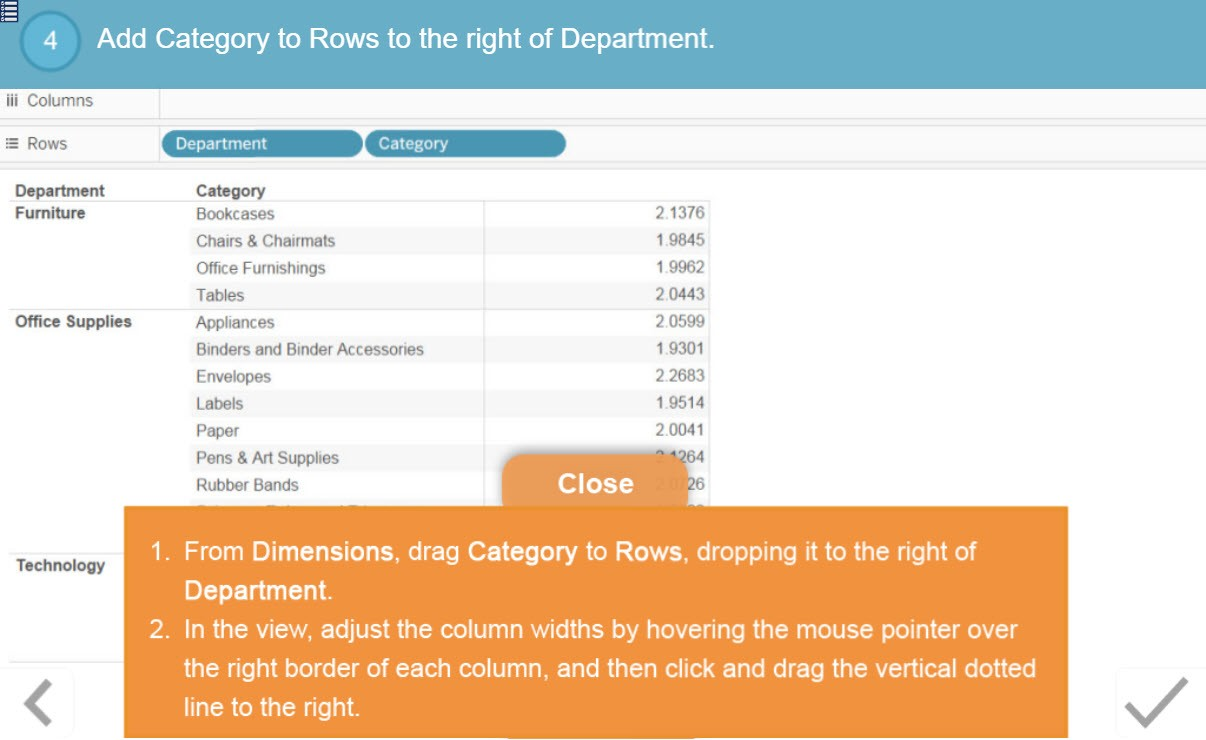 4 Add Category to Rows to the right of Department.
iii Columns
Rows Department Category
Department Category
Furniture Bookcases 2.1376
Chairs & Chairmats 1.9845
Office Furnishings 1.9962
Tables 2.0443
Office Supplies Appliances 2.0599
Binders and Binder Accessories 1.9301
Envelopes 2.2683
Labels 1.9514
Paper 2.0041
Pens & Art Supplies 2.1264
Rubber Bands 2.0726
Close
1. From Dimensions, drag Category to Rows, dropping it to the right of
Department.
2. In the view, adjust the column widths by hovering the mouse pointer over
the right border of each column, and then click and drag the vertical dotted
line to the right.
Technology